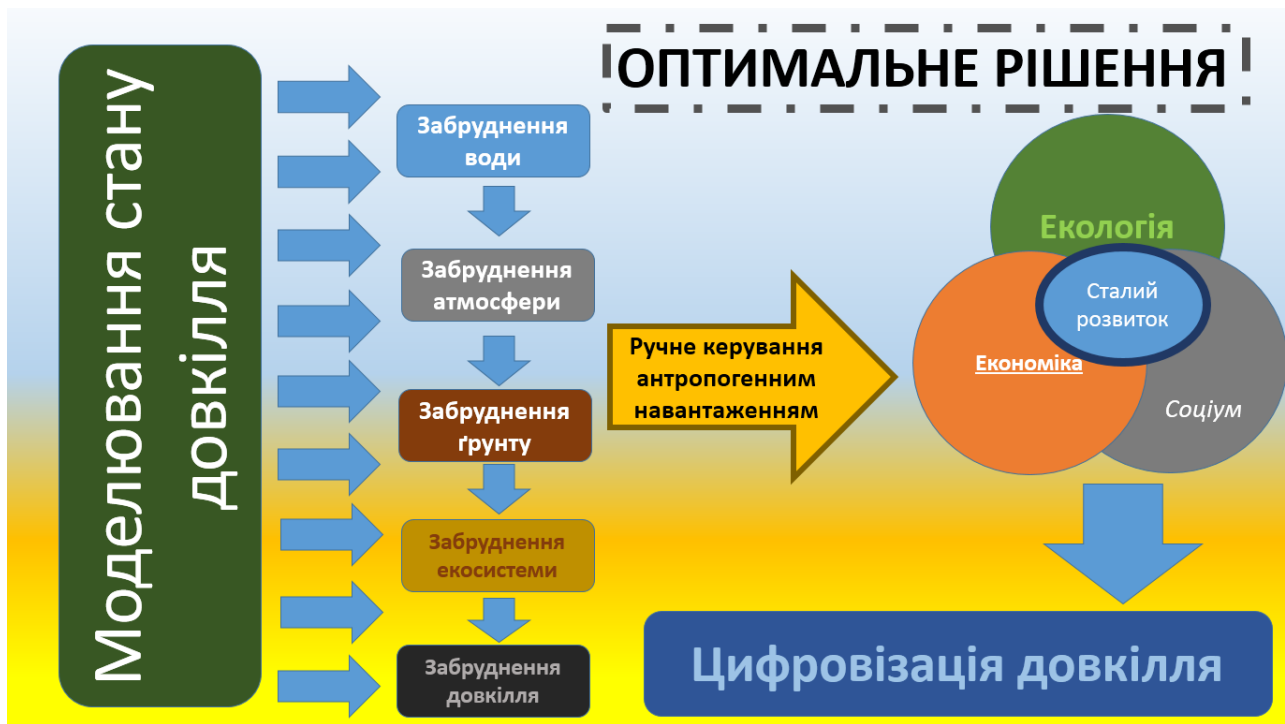 Моделювання стану
довкілля
ОПТИМАЛЬНЕ РІШЕННЯ
Забруднення
води
Забруднення
атмосфери
Забруднення
ґрунту
Забруднення
екосистеми
Забруднення
довкілля
Ручне керування
антропогенним
навантаженням
Екологія
Сталий
розвиток
Економіка
Соціум
Цифровізація довкілля